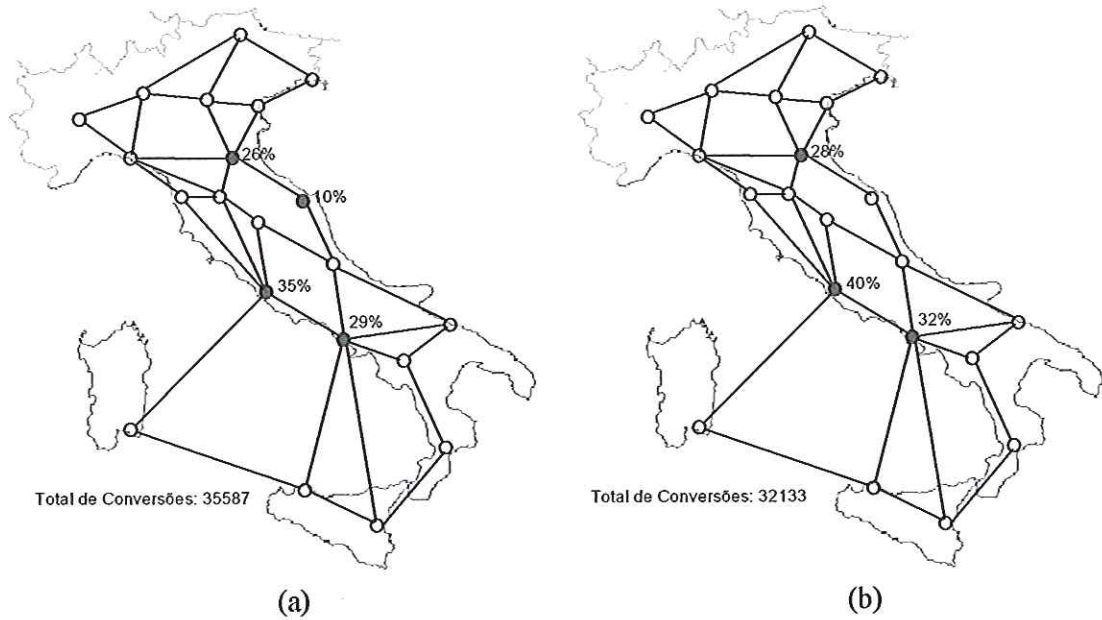 26%
10%
35%
29%
Total de Conversões: 35587
(a)
28%
40%
32%
Total de Conversões: 32133
(b)